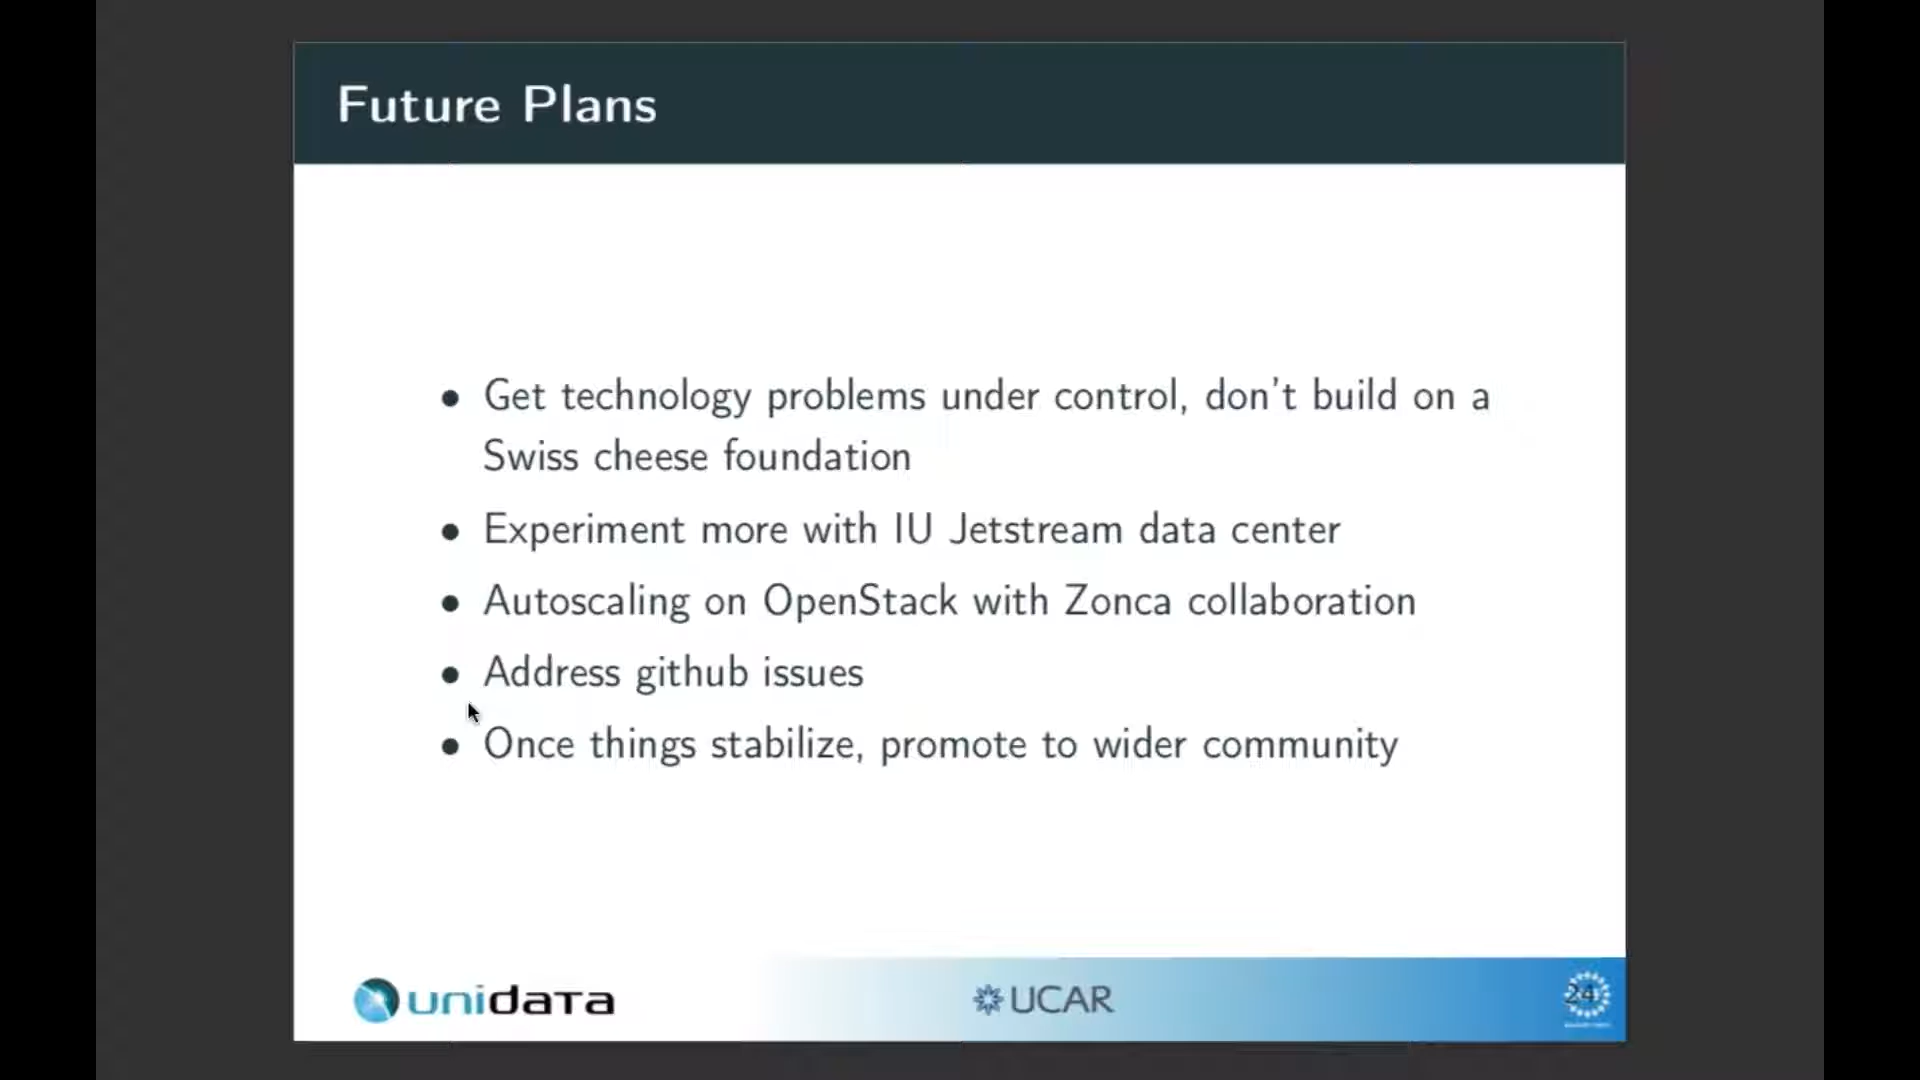 Future Plans
• Get technology problems under control, don't build on a
Swiss cheese foundation
• Experiment more with IU Jetstream data center
• Autoscaling on OpenStack with Zonca collaboration
• Address github issues
• Once things stabilize, promote to wider community
unidata
UCAR
24